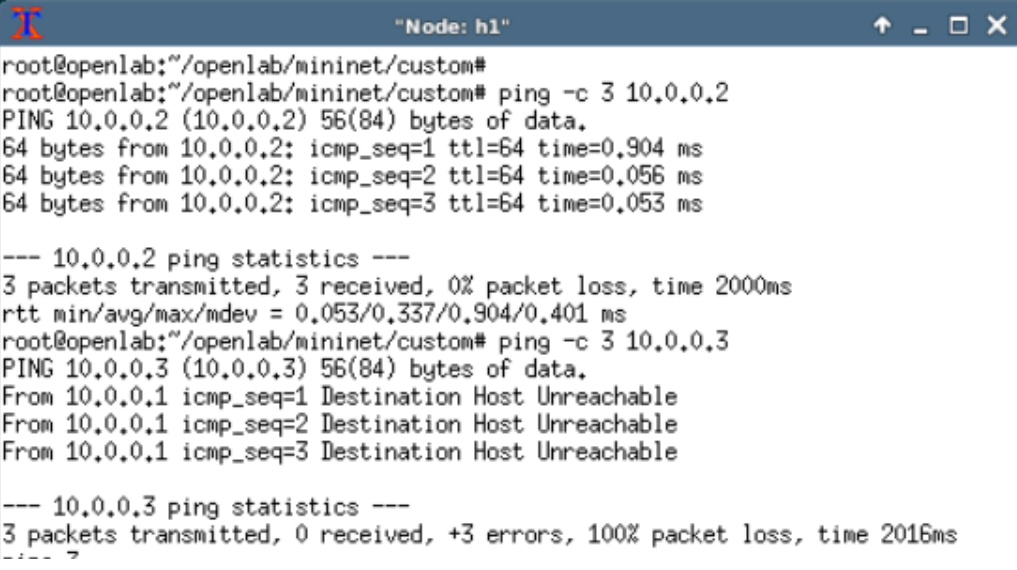 "Node: h1"
root@openlab:~/openlab/mininet/custom#
root@openlab:~/openlab/mininet/custom# ping -c 3 10.0.0.2
PING 10.0.0.2 (10.0.0.2) 56(84) bytes of data.
64 bytes from 10.0.0.2: icmp_seq=1 ttl=64 time=0.904 ms
64 bytes from 10.0.0.2: icmp_seq=2 ttl=64 time=0.056 ms
64 bytes from 10.0.0.2: icmp_seq=3 ttl=64 time=0.053 ms
--- 10.0.0.2 ping statistics ---
3 packets transmitted, 3 received, 0% packet loss, time 2000ms
rtt min/avg/max/mdev = 0.053/0.337/0.904/0.401 ms
root@openlab:~/openlab/mininet/custom# ping -c 3 10.0.0.3
PING 10.0.0.3 (10.0.0.3) 56(84) bytes of data.
From 10.0.0.1 icmp_seq=1 Destination Host Unreachable
From 10.0.0.1 icmp_seq=2 Destination Host Unreachable
From 10.0.0.1 icmp_seq=3 Destination Host Unreachable
--- 10.0.0.3 ping statistics ---
3 packets transmitted, 0 received, +3 errors, 100% packet loss, time 2016ms